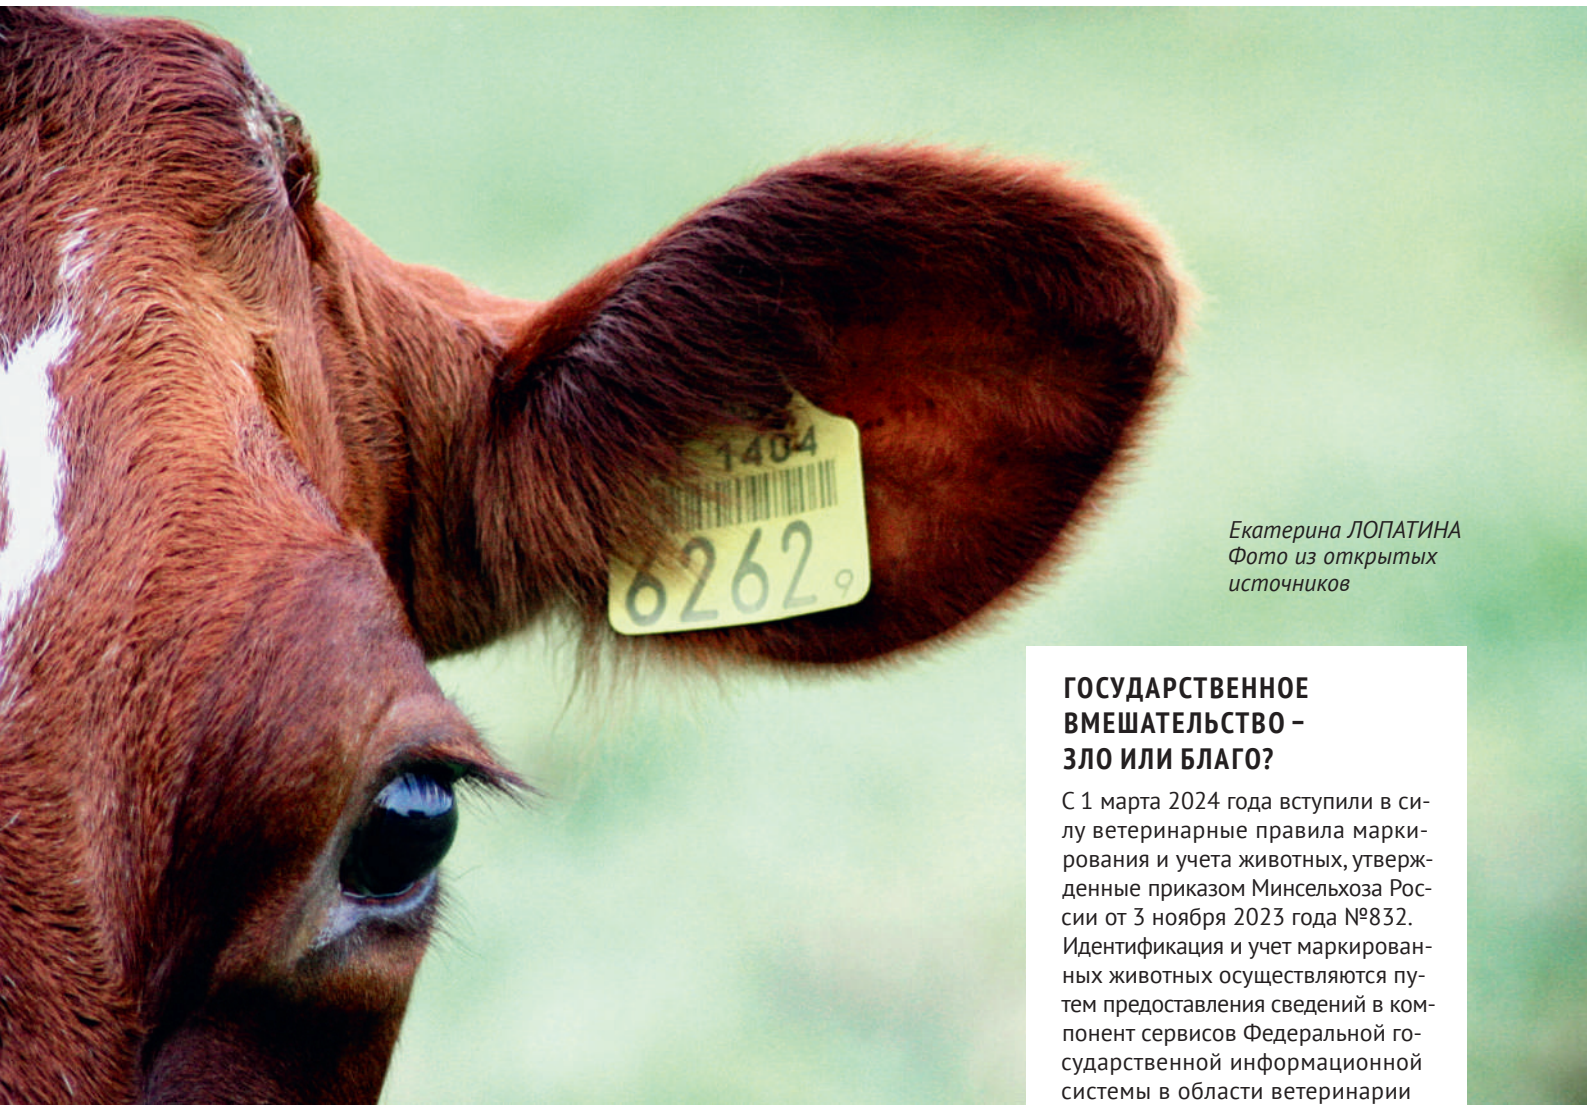 1404
6262 9
Екатерина ЛОПАТИНА
Фото из открытых
источников
ГОСУДАРСТВЕННОЕ
ВМЕШАТЕЛЬСТВО –
ЗЛО ИЛИ БЛАГО?
С 1 марта 2024 года вступили в си-
лу ветеринарные правила марки-
рования и учета животных, утверж-
денные приказом Минсельхоза Рос-
сии от 3 ноября 2023 года №832.
Идентификация и учет маркирован-
ных животных осуществляются пу-
тем предоставления сведений в ком-
понент сервисов Федеральной го-
сударственной информационной
системы в области ветеринарии